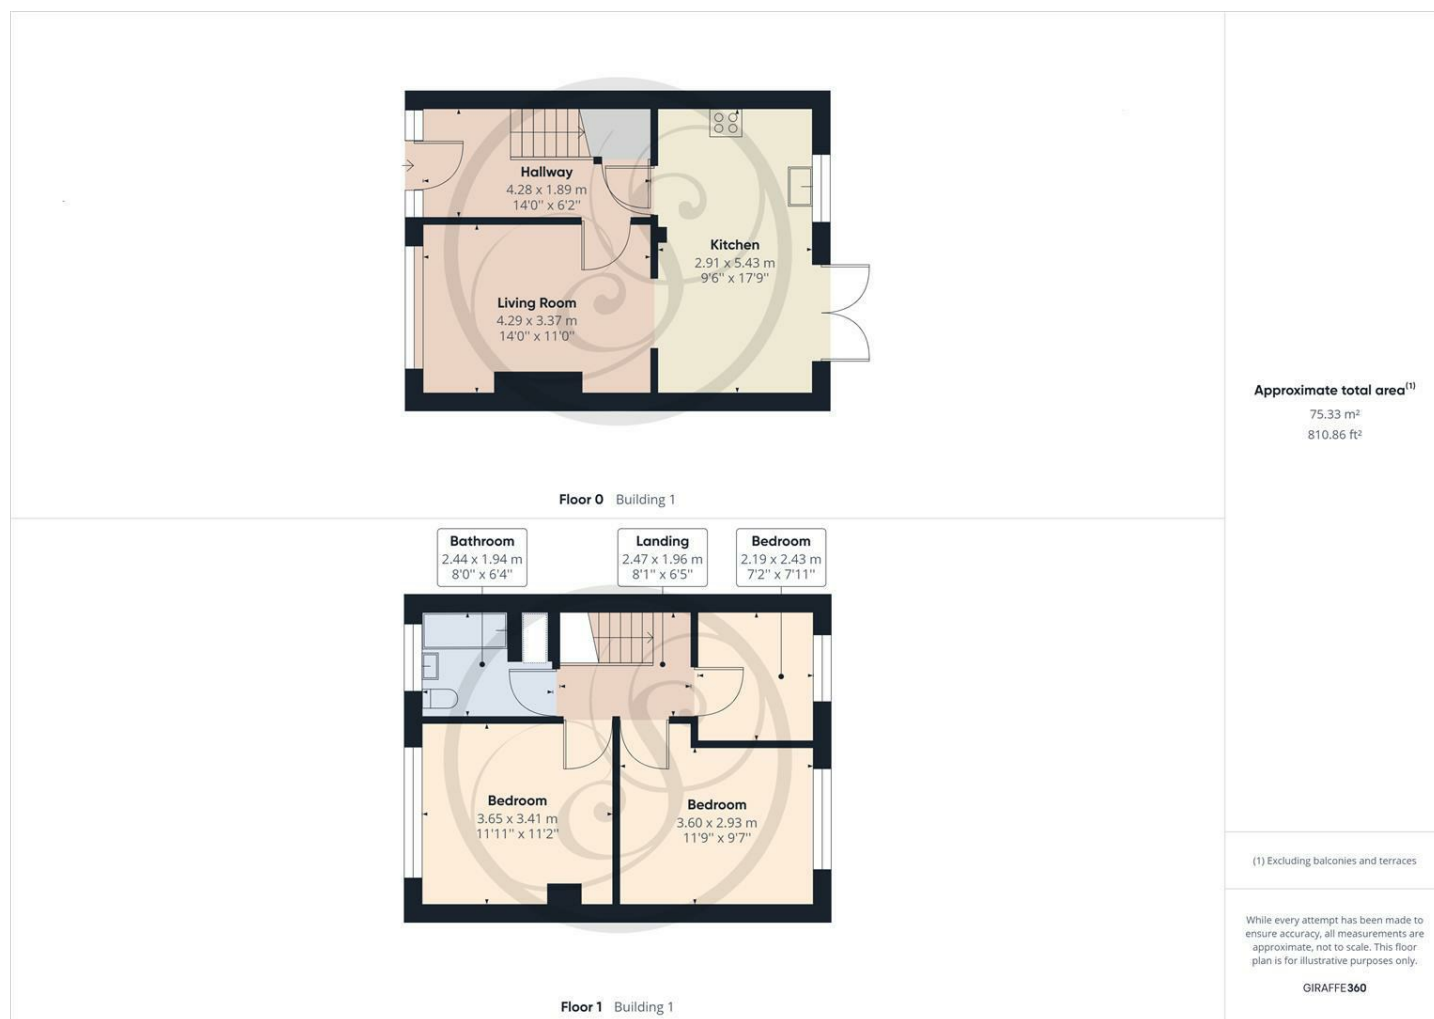 Hallway
4.28 x 1.89 m
14'0" x 6'2"
Kitchen
2.91 x 5.43 m
9'6" x 17'9"
Living Room
4.29 x 3.37 m
14'0" x 11'0"
Floor 0 Building 1
Bathroom
2.44 x 1.94 m
8'0" x 6'4"
Landing
2.47 x 1.96 m
8'1" x 6'5"
Bedroom
2.19 x 2.43 m
7'2" x 7'11"
Bedroom
3.65 x 3.41 m
11'11" x 11'2"
Bedroom
3.60 x 2.93 m
11'9" x 9'7"
Floor 1 Building 1
Approximate total area(1)
75.33 m²
810.86 ft²
(1) Excluding balconies and terraces
While every attempt has been made to
ensure accuracy, all measurements are
approximate, not to scale. This floor
plan is for illustrative purposes only.
GIRAFFE360